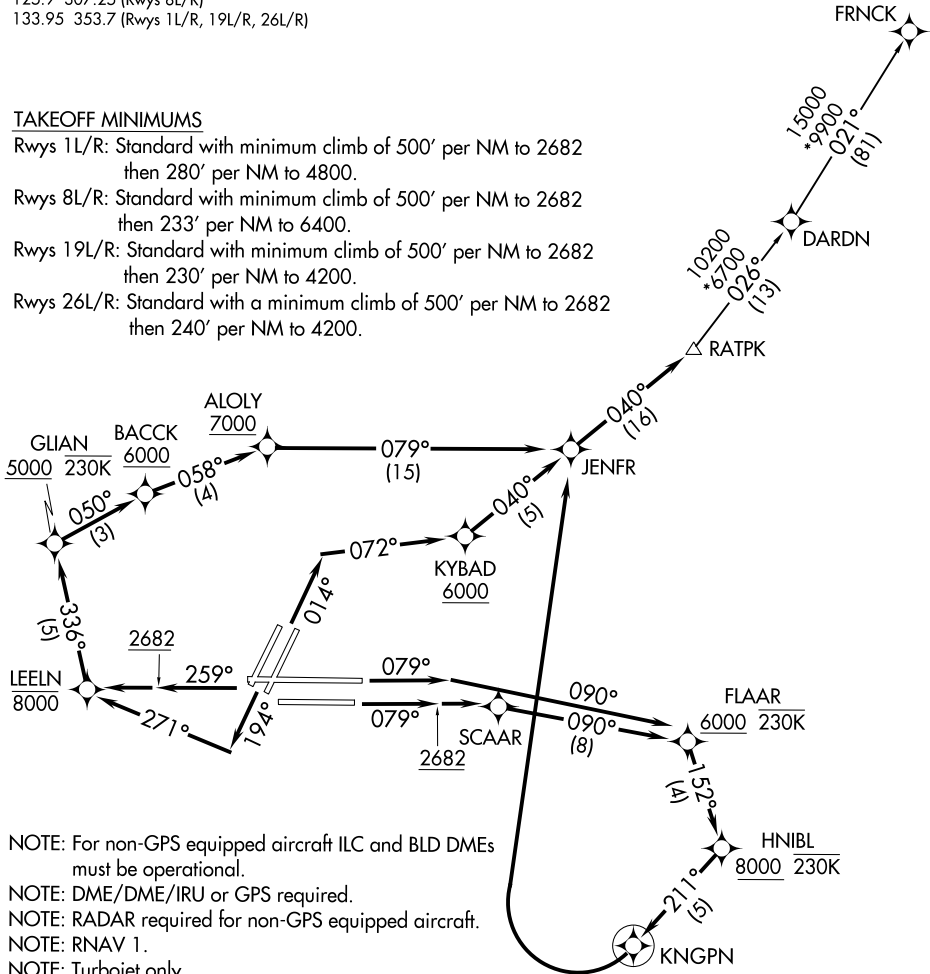 133.95 353.7 (Rwys 1L/R, 19L/R, 26L/R)
FRNCK
TAKEOFF MINIMUMS
Rwys 1L/R: Standard with minimum climb of 500' per NM to 2682
then 280' per NM to 4800.
Rwys 8L/R: Standard with minimum climb of 500' per NM to 2682
then 233' per NM to 6400.
Rwys 19L/R: Standard with minimum climb of 500' per NM to 2682
then 230' per NM to 4200.
Rwys 26L/R: Standard with a minimum climb of 500' per NM to 2682
then 240' per NM to 4200.
15000
*9900
021°
(81)
DARDN
10200
*6700
026°
(13)
RATPK
040°
(16)
ALOLY
7000
BACCK
6000
GLIAN
5000 230K
050°
(3)
058°
(4)
079°
(15)
JENFR
040°
(5)
072°
KYBAD
6000
014°
336°
(5)
LEELN
8000
2682
259°
271°
194°
079°
090°
079°
2682
SCAAR
090°
(8)
FLAAR
6000 230K
152°
(4)
HNIBL
8000 230K
211°
(5)
KNGPN
NOTE: For non-GPS equipped aircraft ILC and BLD DMEs
must be operational.
NOTE: DME/DME/IRU or GPS required.
NOTE: RADAR required for non-GPS equipped aircraft.
NOTE: RNAV 1.
NOTE: Turbojet only